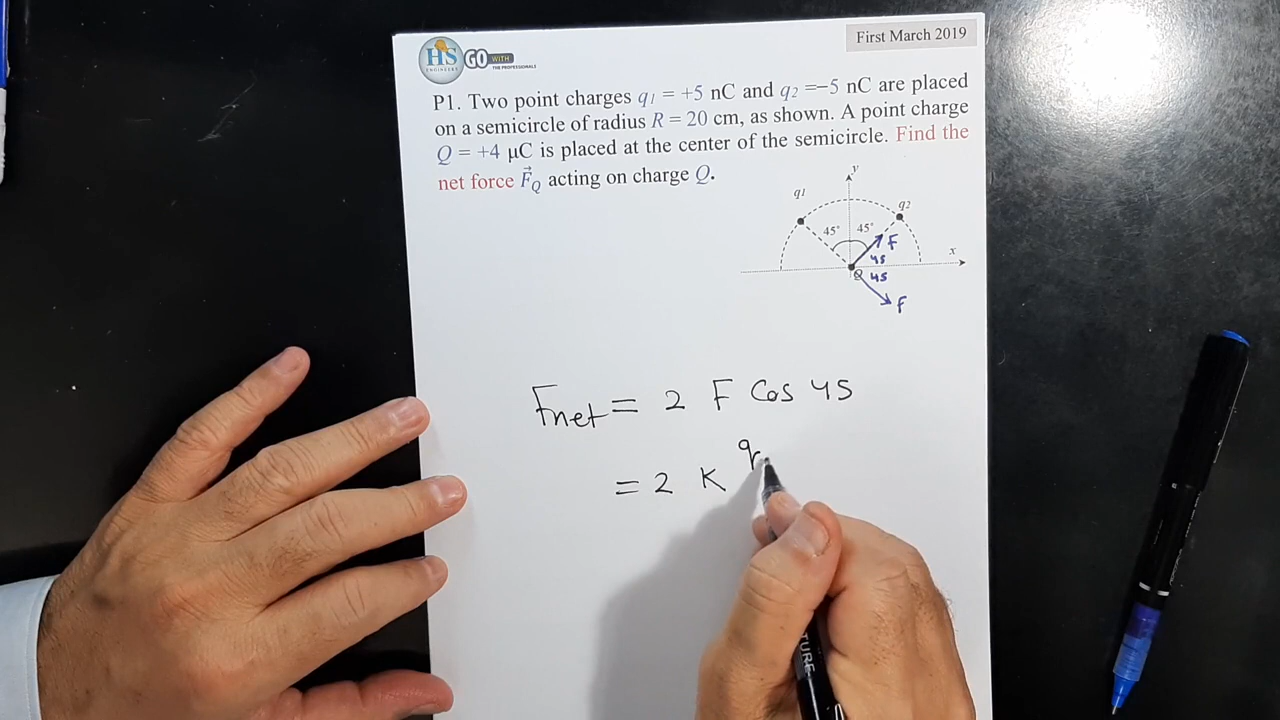 First March 2019
HS
ENGINEERS
GO WITH
THE PROFESSIONALS
P1. Two point charges q1 = +5 nC and q2 =−5 nC are placed
on a semicircle of radius R = 20 cm, as shown. A point charge
Q = +4 μC is placed at the center of the semicircle. Find the
net force F⃗Q acting on charge Q.
y
q1
q2
45° 45°
F
x
45
Q 45
F
Fnet = 2 F Cos 45
= 2 K q
TURE